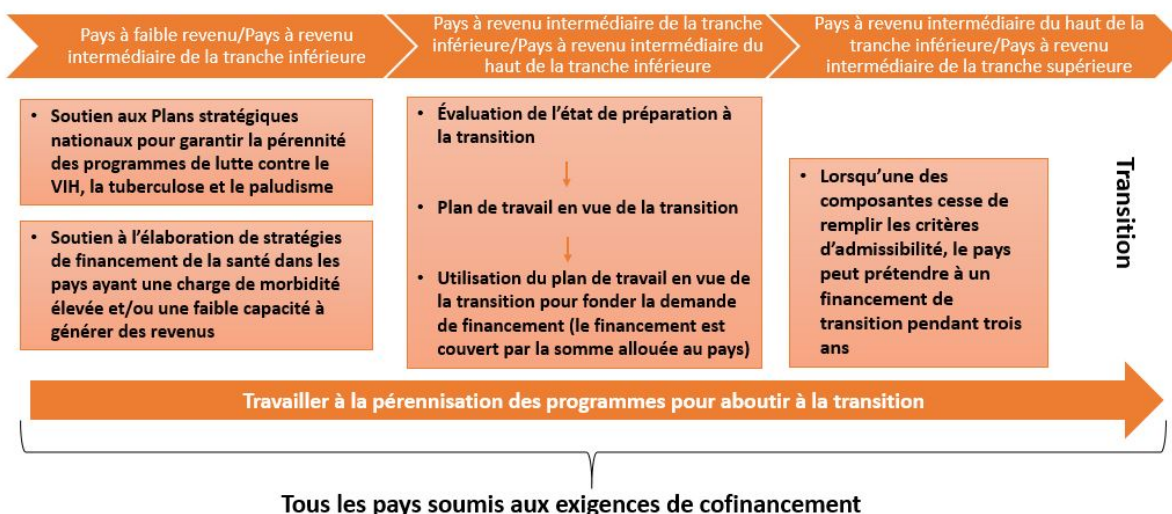 Pays à faible revenu/Pays à revenu
intermédiaire de la tranche inférieure
Pays à revenu intermédiaire de la tranche
inférieure/Pays à revenu intermédiaire du
haut de la tranche inférieure
Pays à revenu intermédiaire du haut de la
tranche inférieure/Pays à revenu
intermédiaire de la tranche supérieure
• Soutien aux Plans stratégiques
nationaux pour garantir la pérennité
des programmes de lutte contre le
VIH, la tuberculose et le paludisme
• Soutien à l’élaboration de stratégies
de financement de la santé dans les
pays ayant une charge de morbidité
élevée et/ou une faible capacité à
générer des revenus
• Évaluation de l’état de préparation à
la transition
• Plan de travail en vue de la transition
• Utilisation du plan de travail en vue de
la transition pour fonder la demande
de financement (le financement est
couvert par la somme allouée au pays)
• Lorsqu’une des
composantes cesse de
remplir les critères
d’admissibilité, le pays
peut prétendre à un
financement de
transition pendant trois
ans
Transition
Travailler à la pérennisation des programmes pour aboutir à la transition
Tous les pays soumis aux exigences de cofinancement